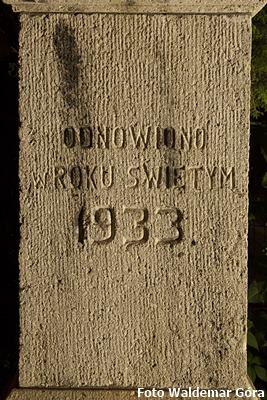 ODNOWIONO
W ROKU ŚWIĘTYM
1933.
Foto Waldemar Gora